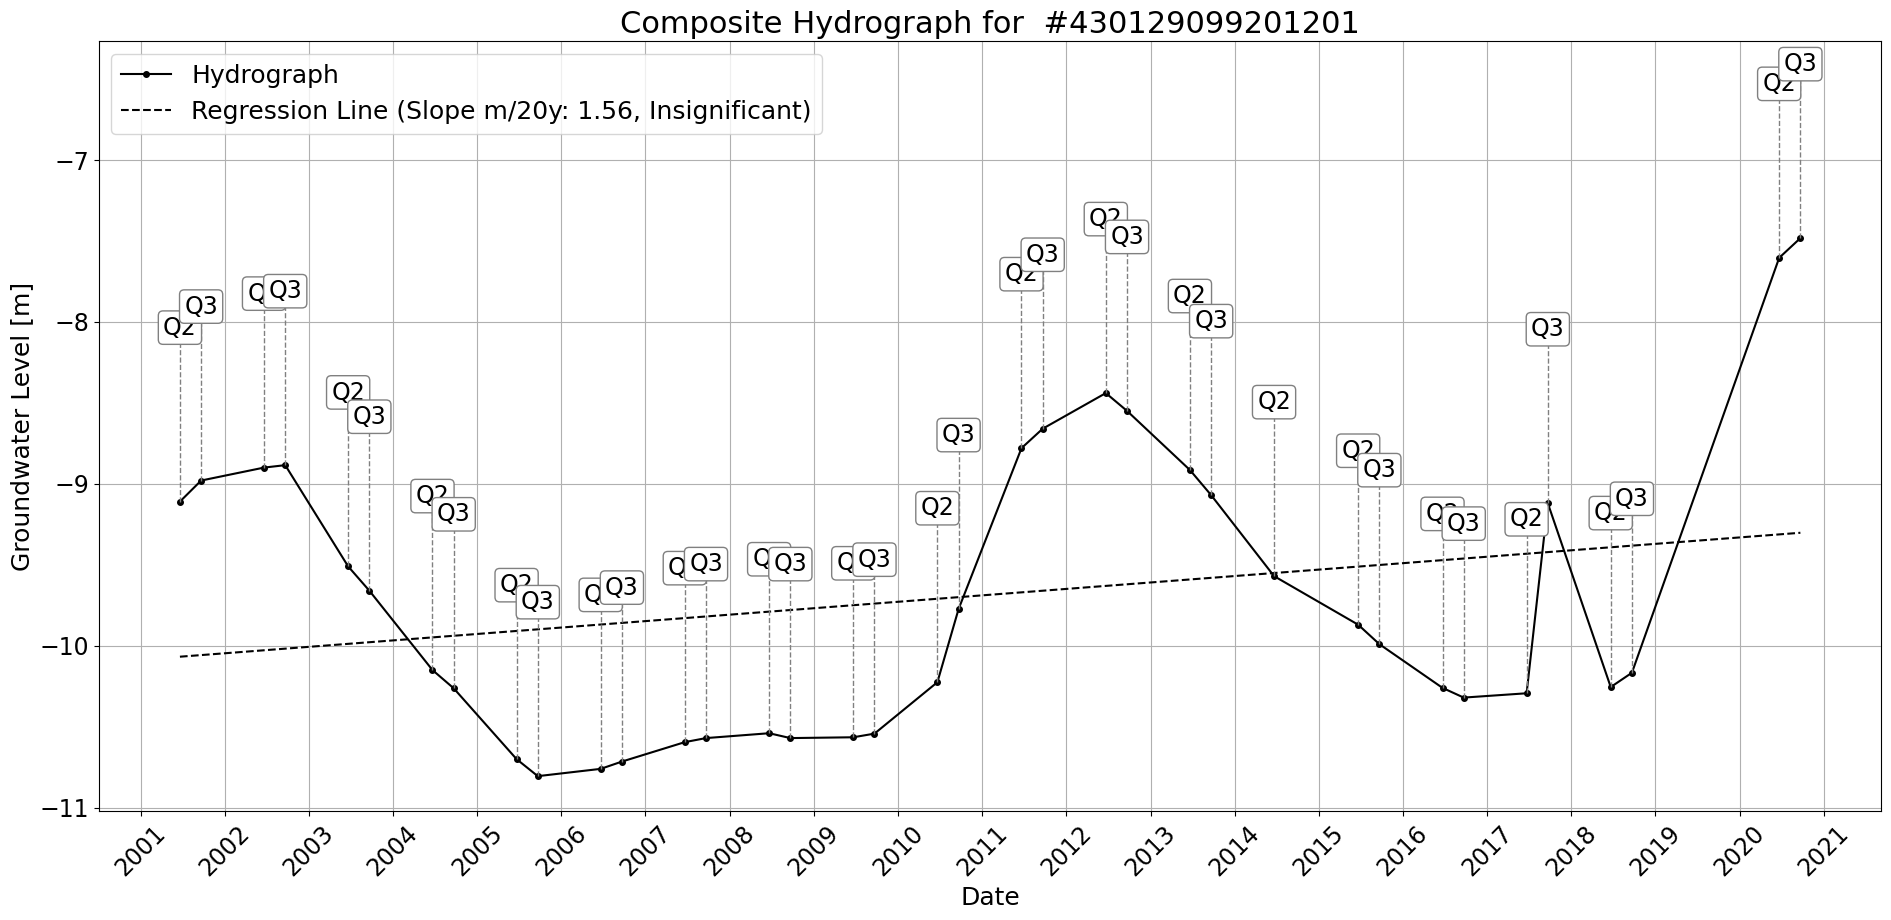 Composite Hydrograph for  #430129099201201
Hydrograph
Regression Line (Slope m/20y: 1.56, Insignificant)
Groundwater Level [m]
−7
−8
−9
−10
−11
Q2
Q3
Q
Q3
Q2
Q3
Q2
Q3
Q2
Q3
Q
Q3
Q
Q3
Q
Q3
Q
Q3
Q2
Q3
Q2
Q3
Q2
Q3
Q2
Q3
Q2
Q2
Q3
Q2
Q3
Q2
Q3
Q2
Q3
Q2
Q3
2001
2002
2003
2004
2005
2006
2007
2008
2009
2010
2011
2012
2013
2014
2015
2016
2017
2018
2019
2020
2021
Date